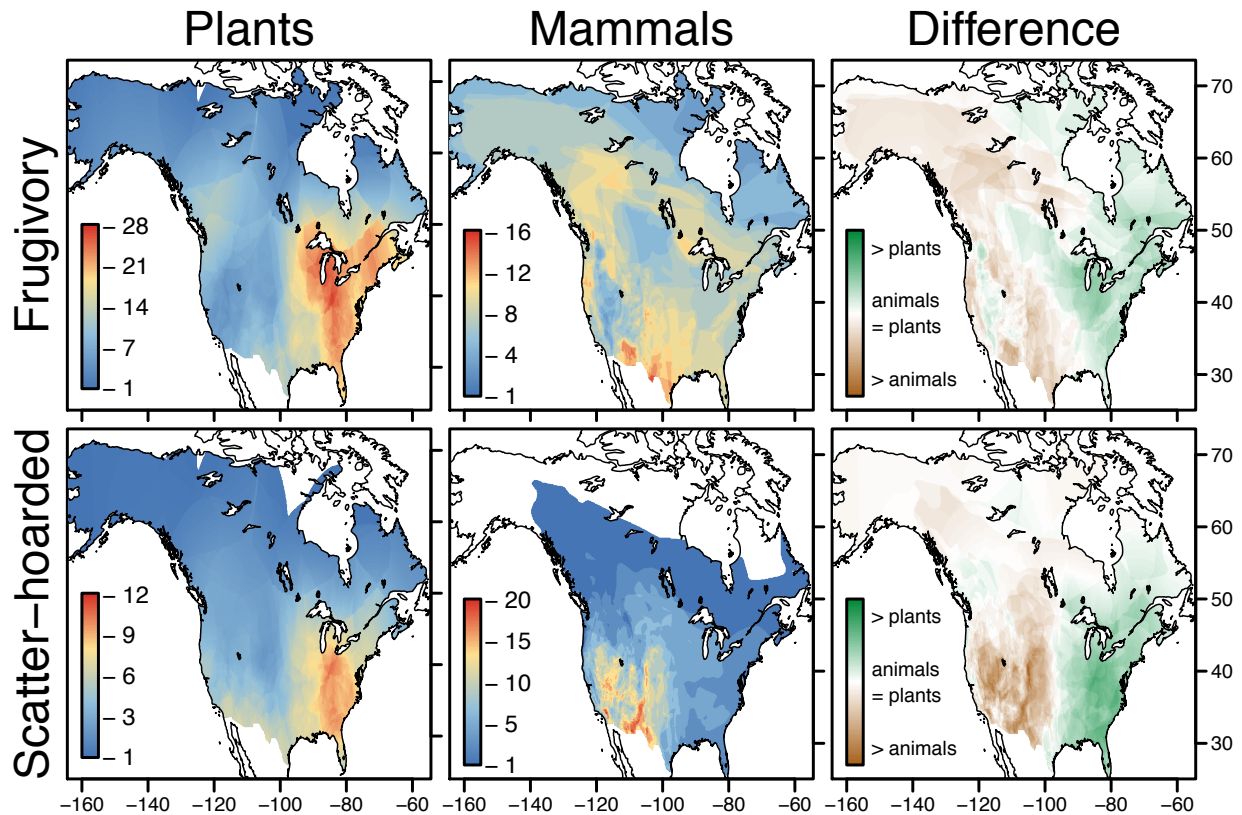 Plants
Mammals
Difference
Frugivory
– 28
– 21
– 14
– 7
– 1
– 16
– 12
– 8
– 4
– 1
> plants
animals
= plants
> animals
70
60
50
40
30
Scatter–hoarded
– 12
– 9
– 6
– 3
– 1
– 20
– 15
– 10
– 5
– 1
> plants
animals
= plants
> animals
70
60
50
40
30
−160 −140 −120 −100 −80 −60
−160 −140 −120 −100 −80 −60
−160 −140 −120 −100 −80 −60